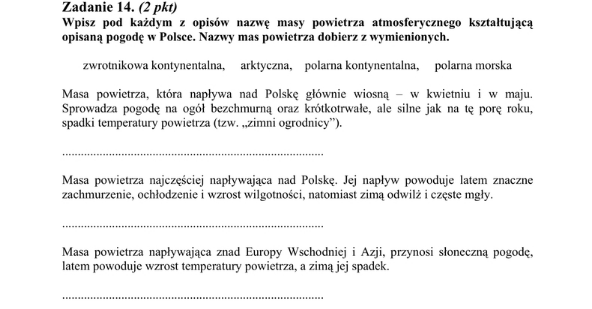 Zadanie 14. (2 pkt)
Wpisz pod każdym z opisów nazwę masy powietrza atmosferycznego kształtującą
opisaną pogodę w Polsce. Nazwy mas powietrza dobierz z wymienionych.
zwrotnikowa kontynentalna, arktyczna, polarna kontynentalna, polarna morska
Masa powietrza, która napływa nad Polskę głównie wiosną – w kwietniu i w maju.
Sprowadza pogodę na ogół bezchmurną oraz krótkotrwałe, ale silne jak na tę porę roku,
spadki temperatury powietrza (tzw. „zimni ogrodnicy”).
....................................................................................
Masa powietrza najczęściej napływająca nad Polskę. Jej napływ powoduje latem znaczne
zachmurzenie, ochłodzenie i wzrost wilgotności, natomiast zimą odwilż i częste mgły.
....................................................................................
Masa powietrza napływająca znad Europy Wschodniej i Azji, przynosi słoneczną pogodę,
latem powoduje wzrost temperatury powietrza, a zimą jej spadek.
....................................................................................